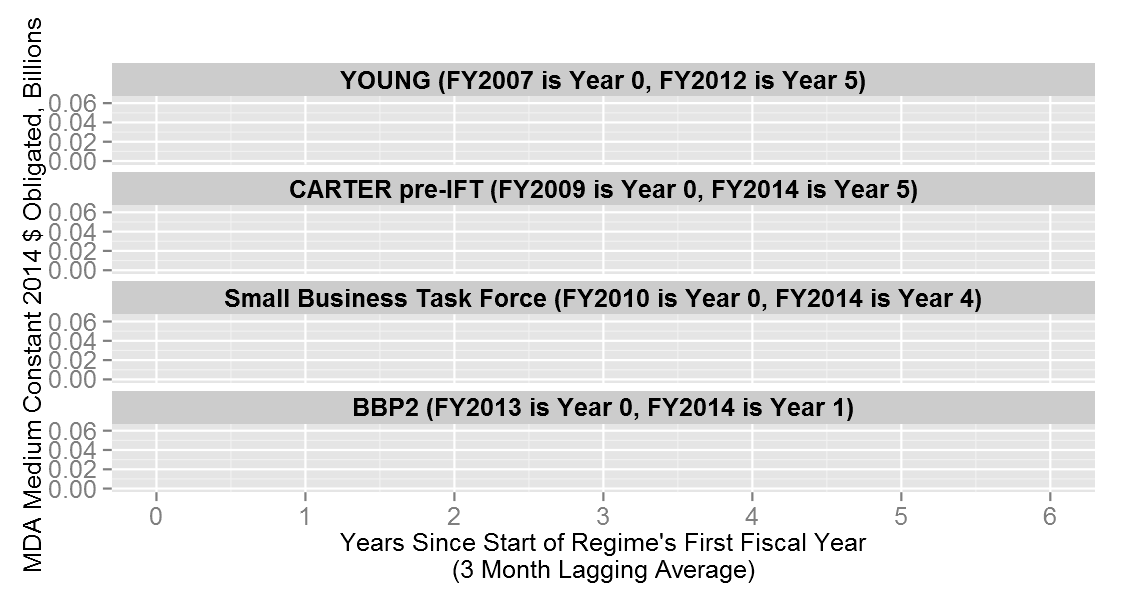 MDA Medium Constant 2014 $ Obligated, Billions
YOUNG (FY2007 is Year 0, FY2012 is Year 5)
0.06
0.04
0.02
0.00
CARTER pre-IFT (FY2009 is Year 0, FY2014 is Year 5)
0.06
0.04
0.02
0.00
Small Business Task Force (FY2010 is Year 0, FY2014 is Year 4)
0.06
0.04
0.02
0.00
BBP2 (FY2013 is Year 0, FY2014 is Year 1)
0.06
0.04
0.02
0.00
0 1 2 3 4 5 6
Years Since Start of Regime's First Fiscal Year
(3 Month Lagging Average)